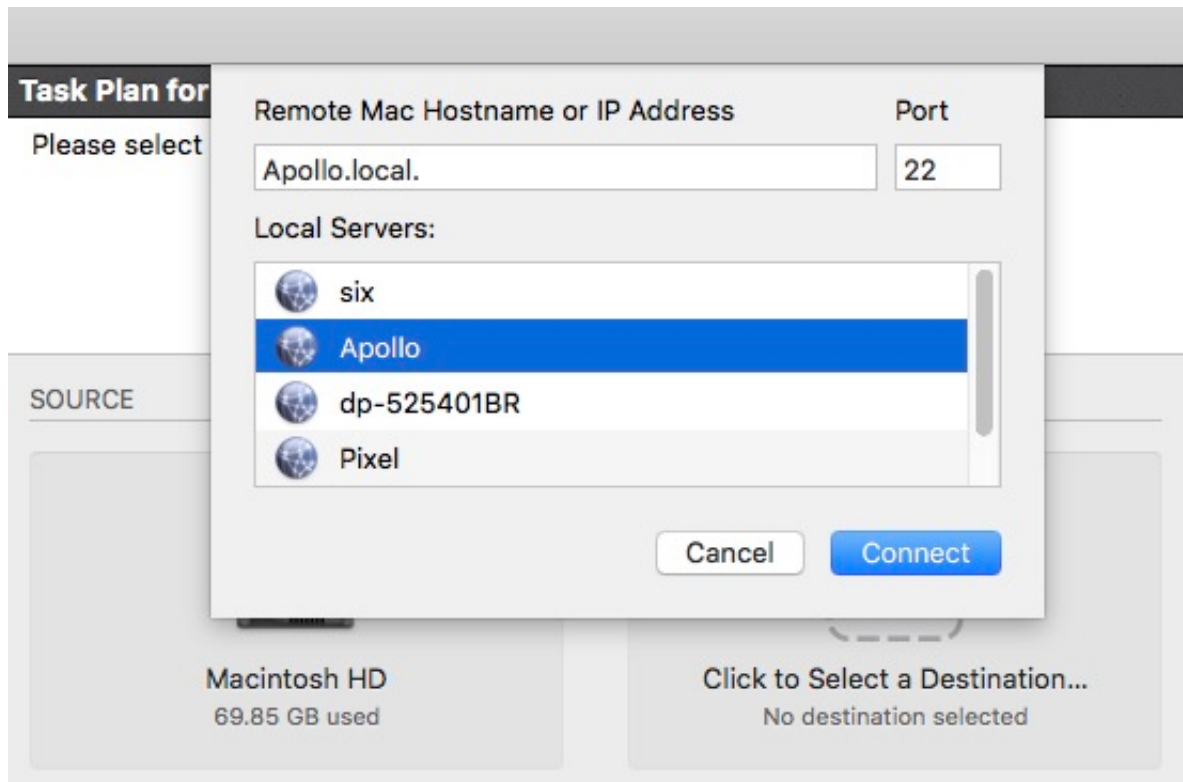 Task Plan for
Please select
Remote Mac Hostname or IP Address Port
Apollo.local. 22
Local Servers:
six
Apollo
dp-525401BR
Pixel
Cancel Connect
SOURCE
Macintosh HD
69.85 GB used
Click to Select a Destination...
No destination selected